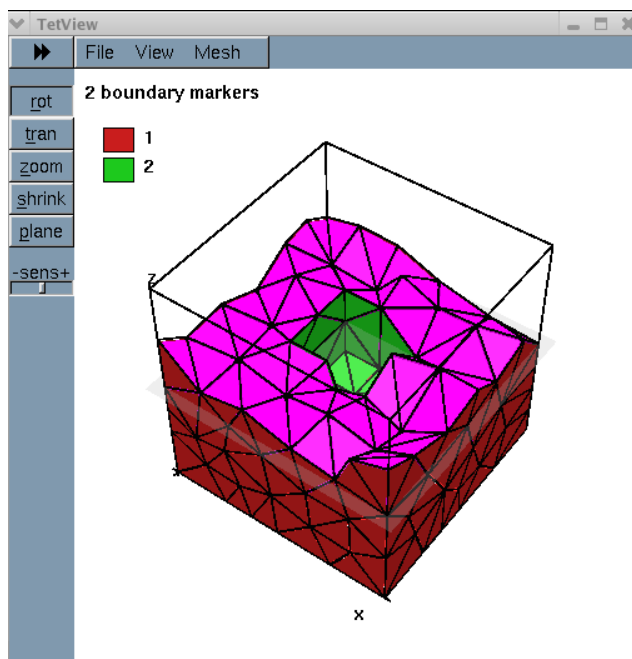 TetView
File View Mesh
rot
tran
zoom
shrink
plane
-sens+
2 boundary markers
1
2
z
x